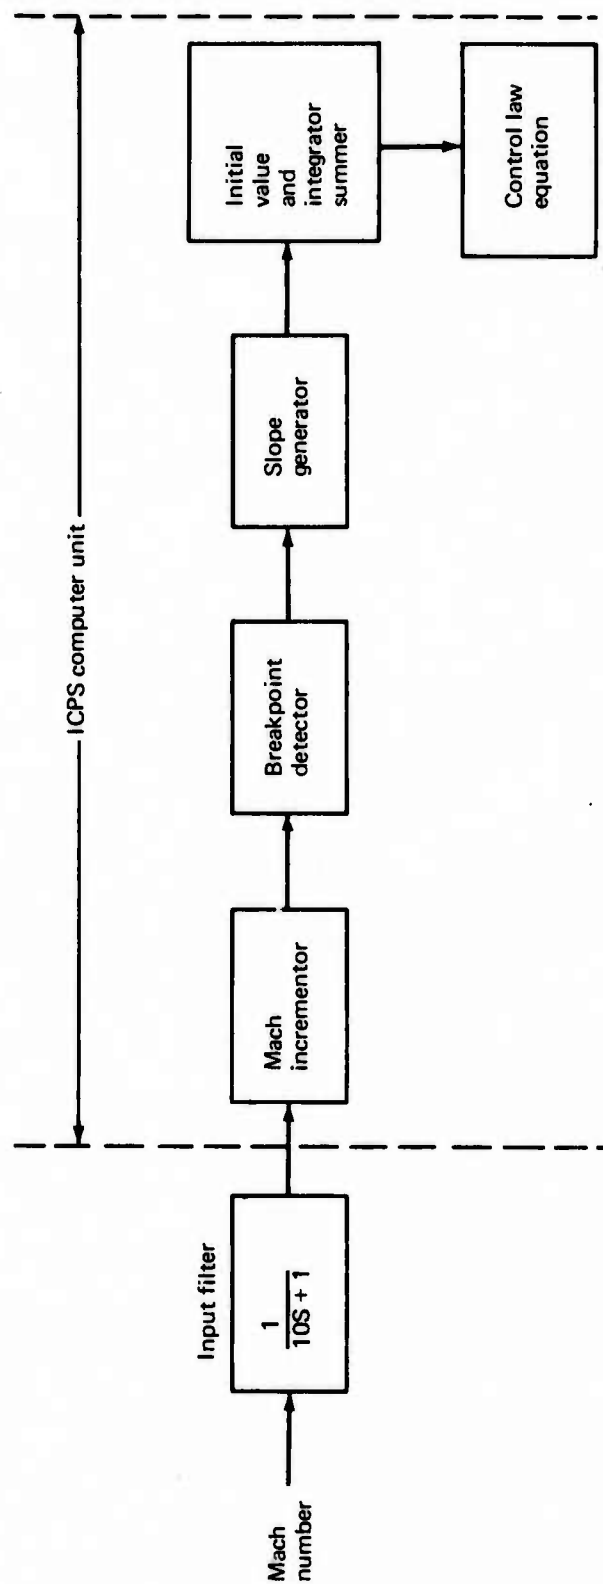 ICPS computer unit
Mach
number
Input filter
1
10S + 1
Mach
incrementor
Breakpoint
detector
Slope
generator
Initial
value
and
integrator
summer
Control law
equation